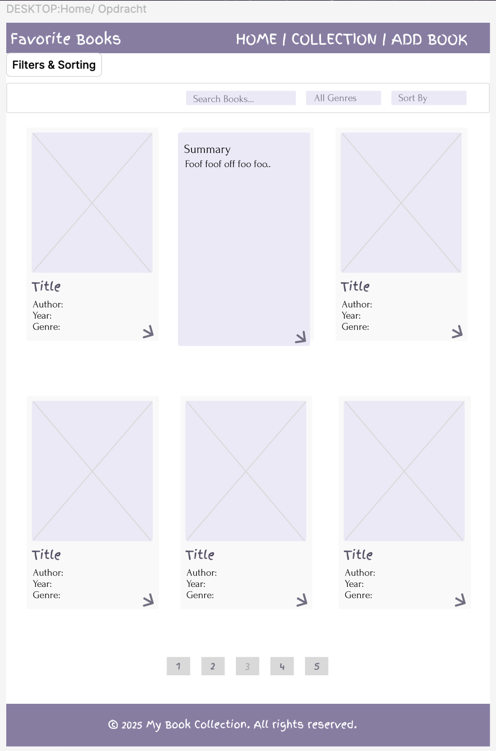 DESKTOP:Home/ Opdracht
Favorite Books HOME | COLLECTION | ADD BOOK
Filters & Sorting
Search Books... All Genres Sort By
Title
Author:
Year:
Genre:
Summary
Foof foof off foo foo..
Title
Author:
Year:
Genre:
Title
Author:
Year:
Genre:
Title
Author:
Year:
Genre:
Title
Author:
Year:
Genre:
1 2 3 4 5
© 2025 My Book Collection. All rights reserved.